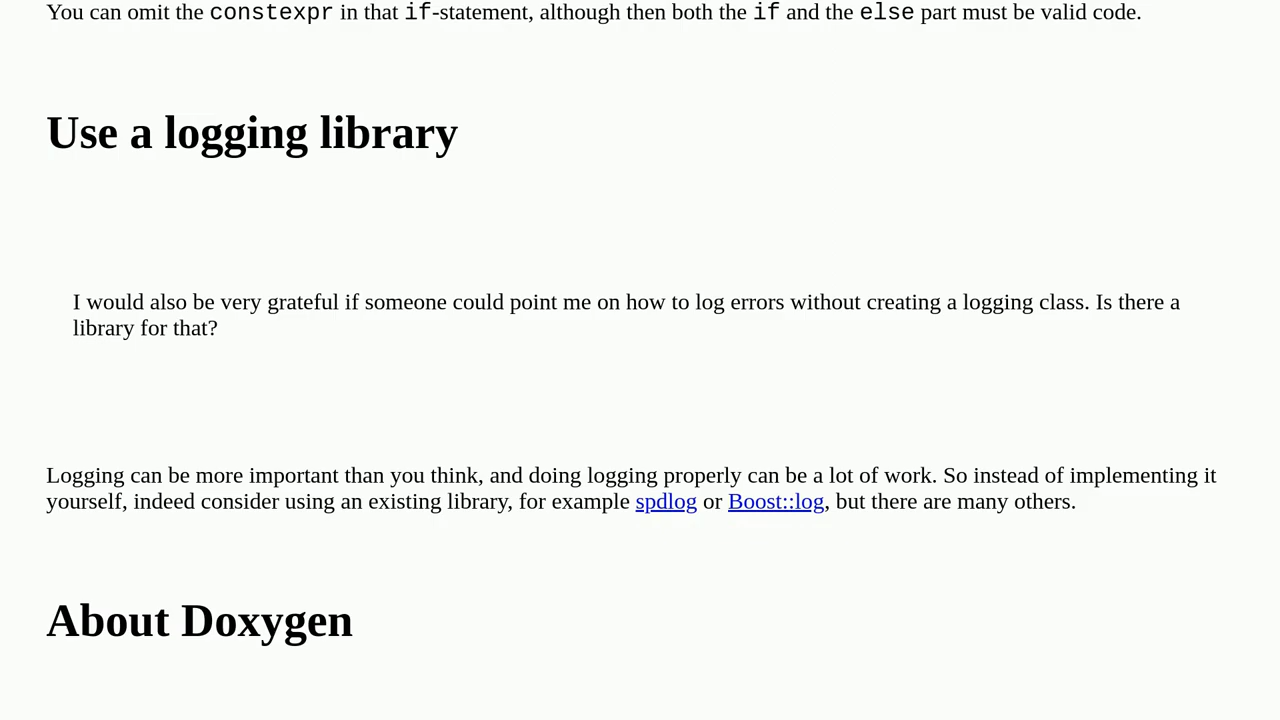 You can omit the constexpr in that if-statement, although then both the if and the else part must be valid code.
Use a logging library
I would also be very grateful if someone could point me on how to log errors without creating a logging class. Is there a
library for that?
Logging can be more important than you think, and doing logging properly can be a lot of work. So instead of implementing it
yourself, indeed consider using an existing library, for example spdlog or Boost::log, but there are many others.
About Doxygen